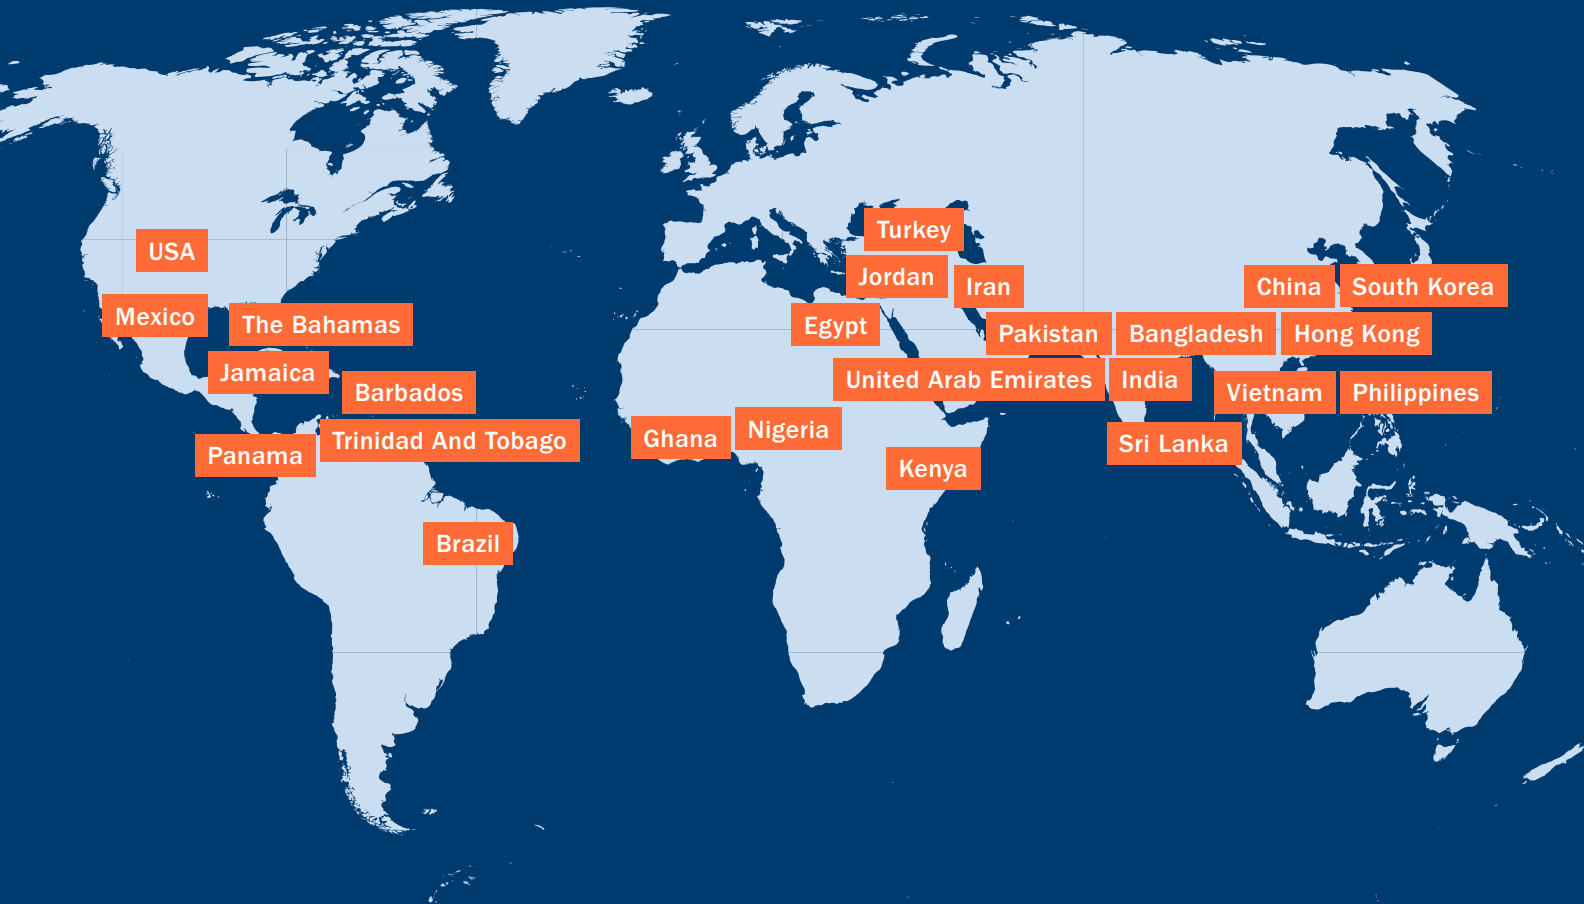 Turkey
USA
Jordan
Iran
China
South Korea
Mexico
The Bahamas
Egypt
Pakistan
Bangladesh
Hong Kong
Jamaica
Barbados
United Arab Emirates
India
Vietnam
Philippines
Trinidad And Tobago
Ghana
Nigeria
Sri Lanka
Panama
Kenya
Brazil